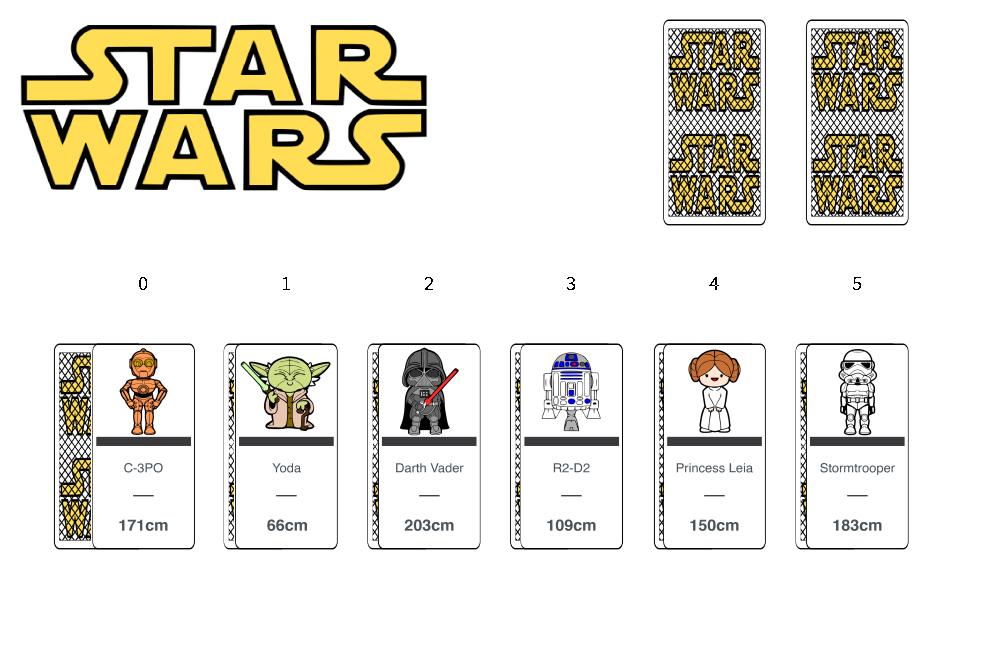 STAR
WARS
STAR WARS STAR WARS
STAR WARS STAR WARS
0 1 2 3 4 5
C-3PO Yoda Darth Vader R2-D2 Princess Leia Stormtrooper
171cm 66cm 203cm 109cm 150cm 183cm